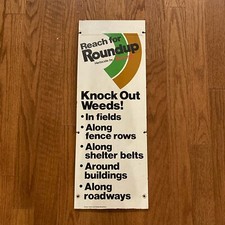 Reach for
Roundup
Knock Out
Weeds!
• In fields
• Along
fence rows
• Along
shelter belts
• Around
buildings
• Along
roadways